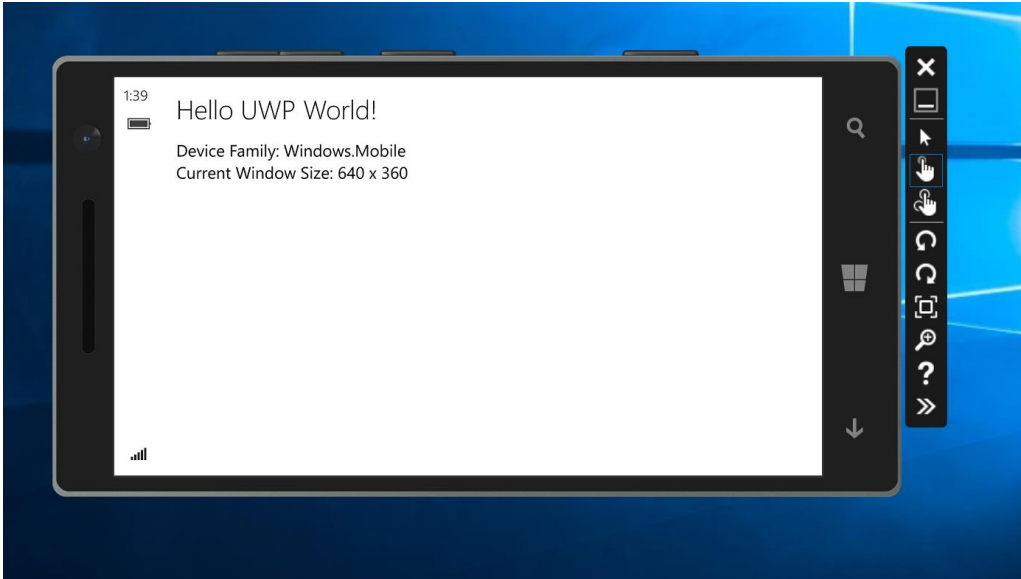 1:39
Hello UWP World!
Device Family: Windows.Mobile
Current Window Size: 640 x 360
?